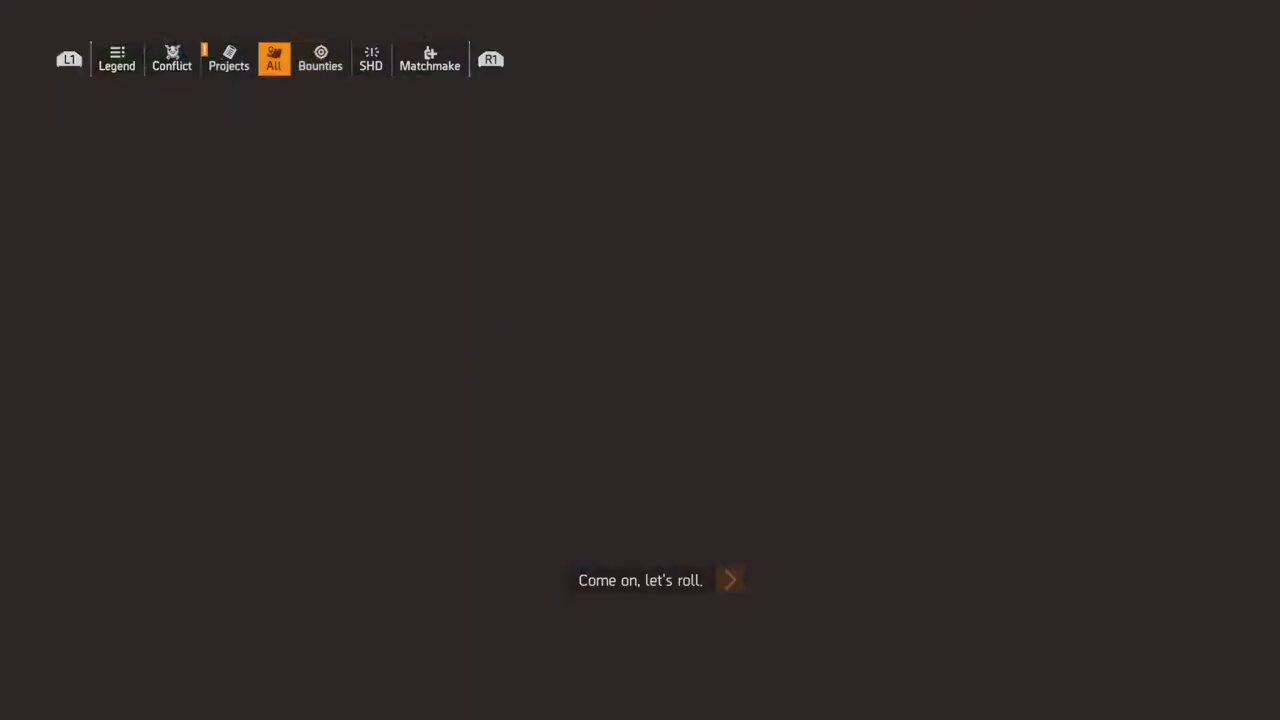 L1 Legend Conflict Projects All Bounties SHD Matchmake R1
Come on, let's roll.